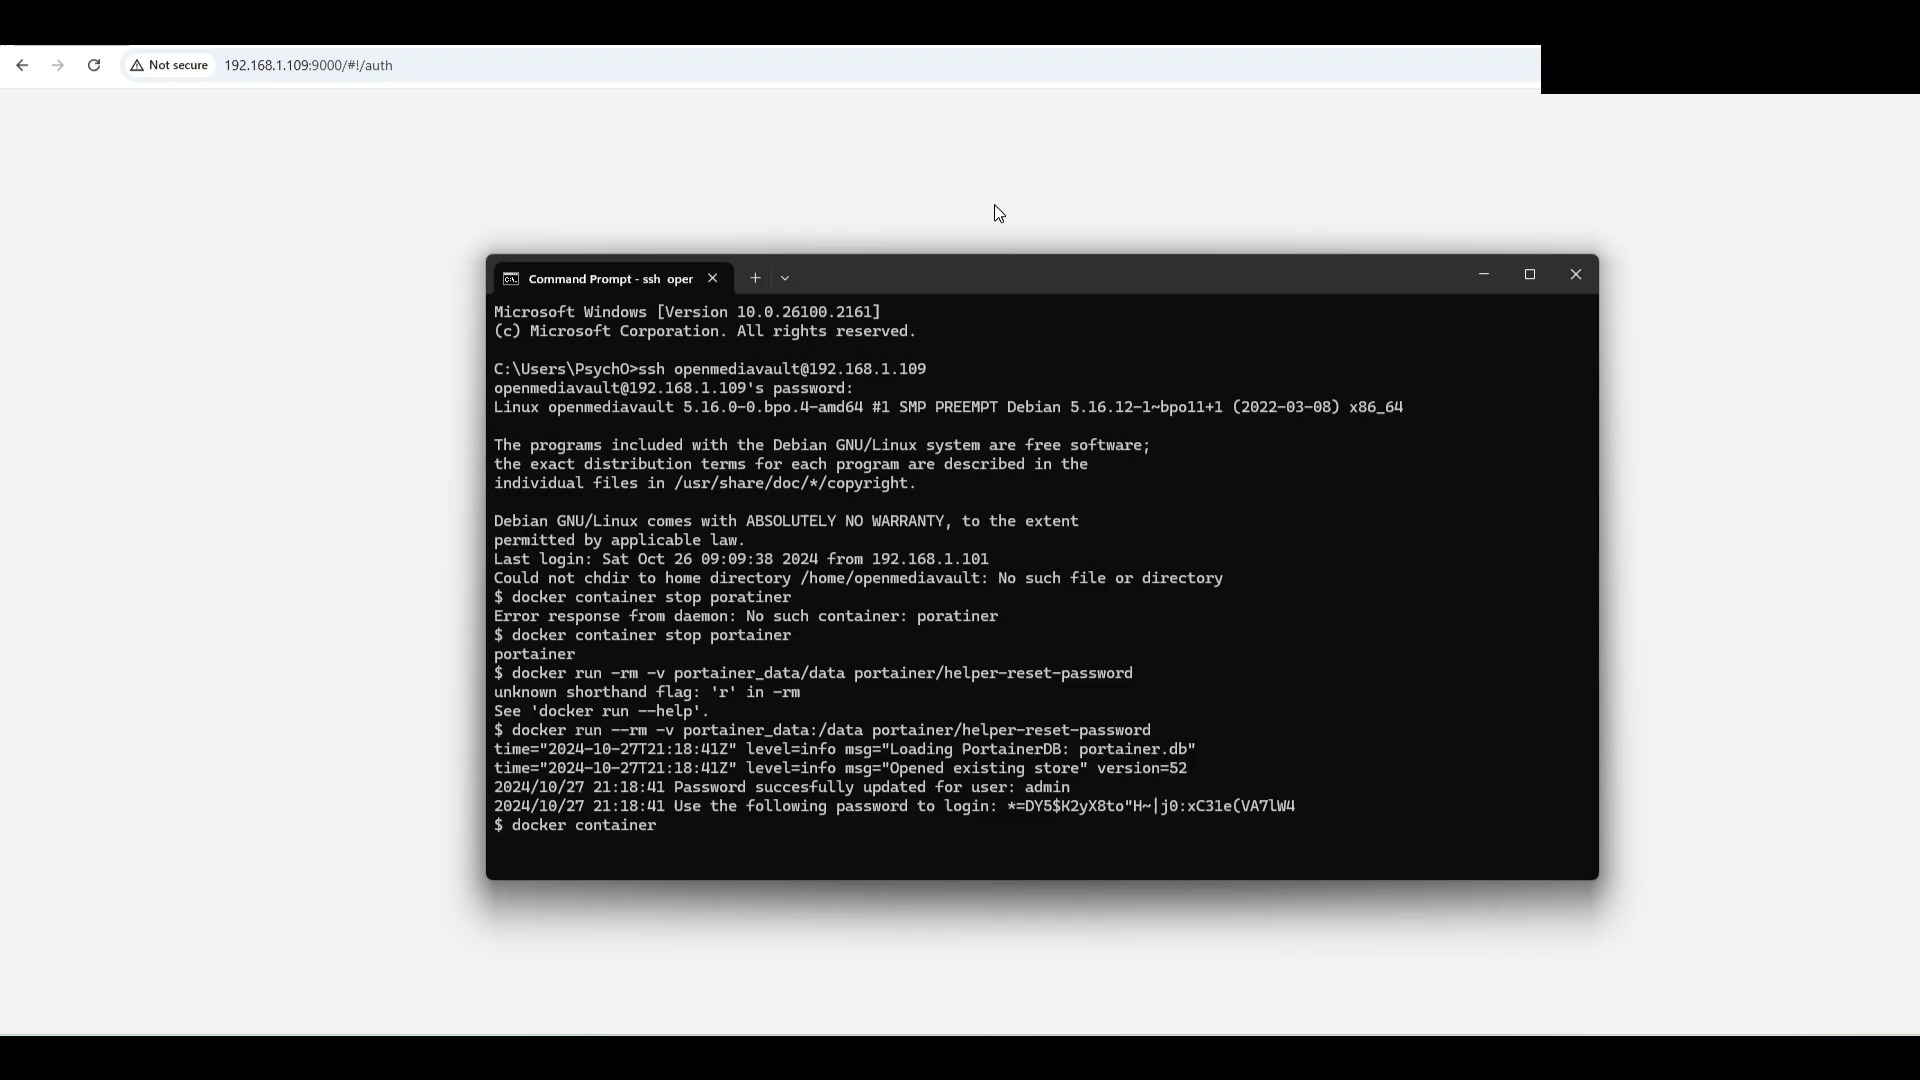 Not secure 192.168.1.109:9000/#!/auth
Command Prompt - ssh oper
Microsoft Windows [Version 10.0.26100.2161]
(c) Microsoft Corporation. All rights reserved.
C:\Users\PsychO>ssh openmediavault@192.168.1.109
openmediavault@192.168.1.109's password:
Linux openmediavault 5.16.0-0.bpo.4-amd64 #1 SMP PREEMPT Debian 5.16.12-1~bpo11+1 (2022-03-08) x86_64
The programs included with the Debian GNU/Linux system are free software;
the exact distribution terms for each program are described in the
individual files in /usr/share/doc/*/copyright.
Debian GNU/Linux comes with ABSOLUTELY NO WARRANTY, to the extent
permitted by applicable law.
Last login: Sat Oct 26 09:09:38 2024 from 192.168.1.101
Could not chdir to home directory /home/openmediavault: No such file or directory
$ docker container stop poratiner
Error response from daemon: No such container: poratiner
$ docker container stop portainer
portainer
$ docker run -rm -v portainer_data/data portainer/helper-reset-password
unknown shorthand flag: 'r' in -rm
See 'docker run --help'.
$ docker run --rm -v portainer_data:/data portainer/helper-reset-password
time="2024-10-27T21:18:41Z" level=info msg="Loading PortainerDB: portainer.db"
time="2024-10-27T21:18:41Z" level=info msg="Opened existing store" version=52
2024/10/27 21:18:41 Password succesfully updated for user: admin
2024/10/27 21:18:41 Use the following password to login: *=DY5$K2yX8to"H~|j0:xC31e(VA7lW4
$ docker container